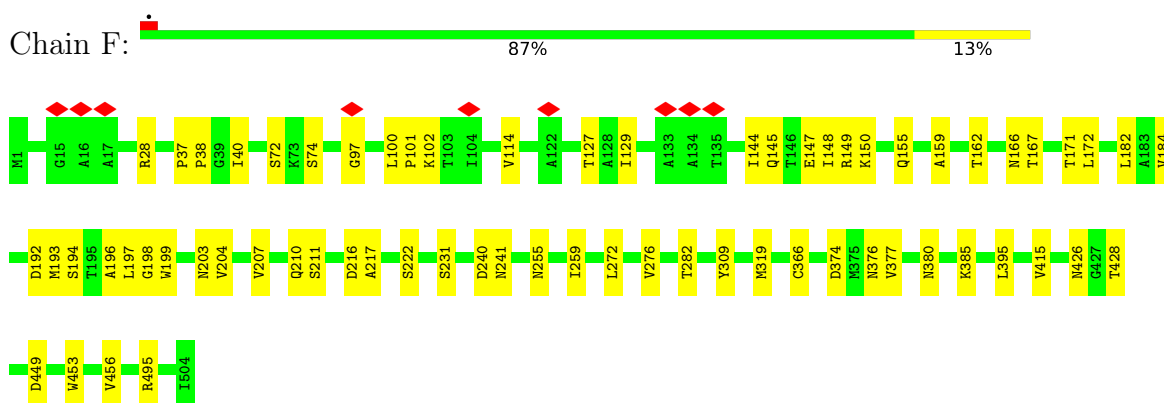 Chain F:
87%
13%
M1 G15 A16 A17 R28 P37 P38 G39 I40 S72 K73 S74 G97 L100 P101 K102 T103 I104 V114 A122 T127 A128 I129 A133 A134 T135 I144 Q145 T146 E147 I148 R149 K150 Q155 A159 T162 N166 T167 T171 L172 L182 A183 V184
D192 M193 S194 T195 A196 L197 G198 W199 N203 V204 V207 Q210 S211 D216 A217 S222 S231 D240 N241 N255 I259 L272 V276 T282 Y309 M319 C366 D374 M375 N376 V377 N380 K385 L395 V415 N426 G427 T428
D449 W453 V456 R495 I504